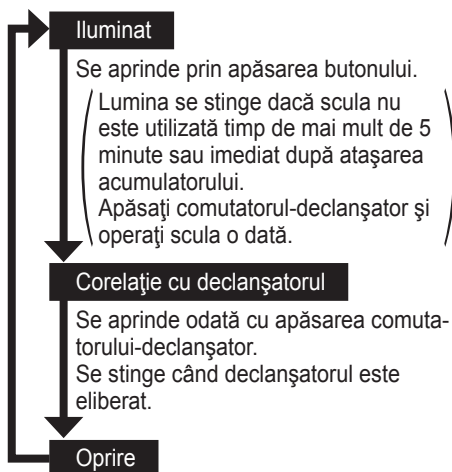 Iluminat
Se aprinde prin apăsarea butonului.
Lumina se stinge dacă scula nu
este utilizată timp de mai mult de 5
minute sau imediat după ataşarea
acumulatorului.
Apăsaţi comutatorul-declanşator şi
operaţi scula o dată.
Corelaţie cu declanşatorul
Se aprinde odată cu apăsarea comuta-
torului-declanşator.
Se stinge când declanşatorul este
eliberat.
Oprire